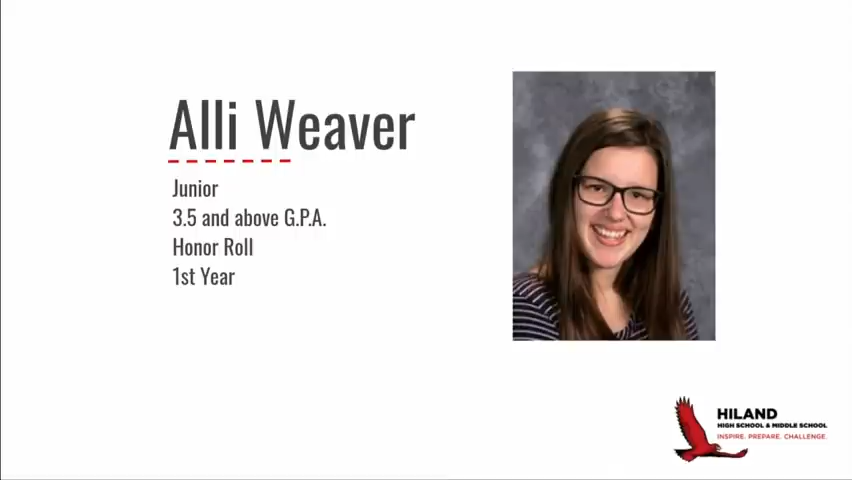 Alli Weaver
Junior
3.5 and above G.P.A.
Honor Roll
1st Year
HILAND
HIGH SCHOOL & MIDDLE SCHOOL
INSPIRE. PREPARE. CHALLENGE.